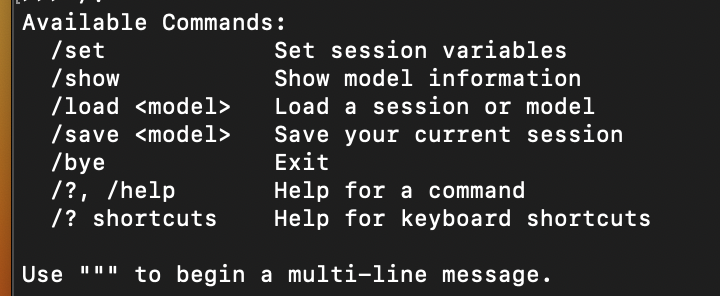 Available Commands:
  /set            Set session variables
  /show           Show model information
  /load <model>   Load a session or model
  /save <model>   Save your current session
  /bye            Exit
  /?, /help       Help for a command
  /? shortcuts    Help for keyboard shortcuts

Use """ to begin a multi-line message.